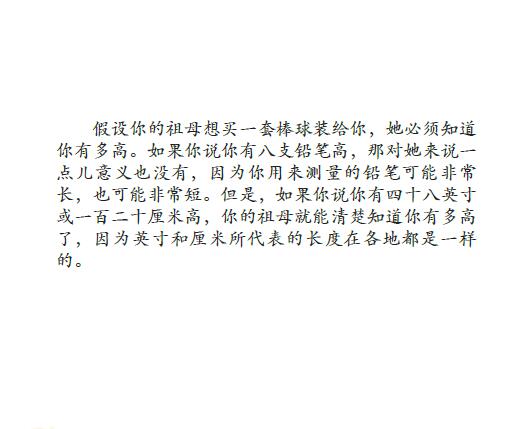 假设你的祖母想买一套棒球装给你，她必须知道
你有多高。如果你说你有八支铅笔高，那对她来说一
点儿意义也没有，因为你用来测量的铅笔可能非常
长，也可能非常短。但是，如果你说你有四十八英寸
或一百二十厘米高，你的祖母就能清楚知道你有多高
了，因为英寸和厘米所代表的长度在各地都是一样
的。